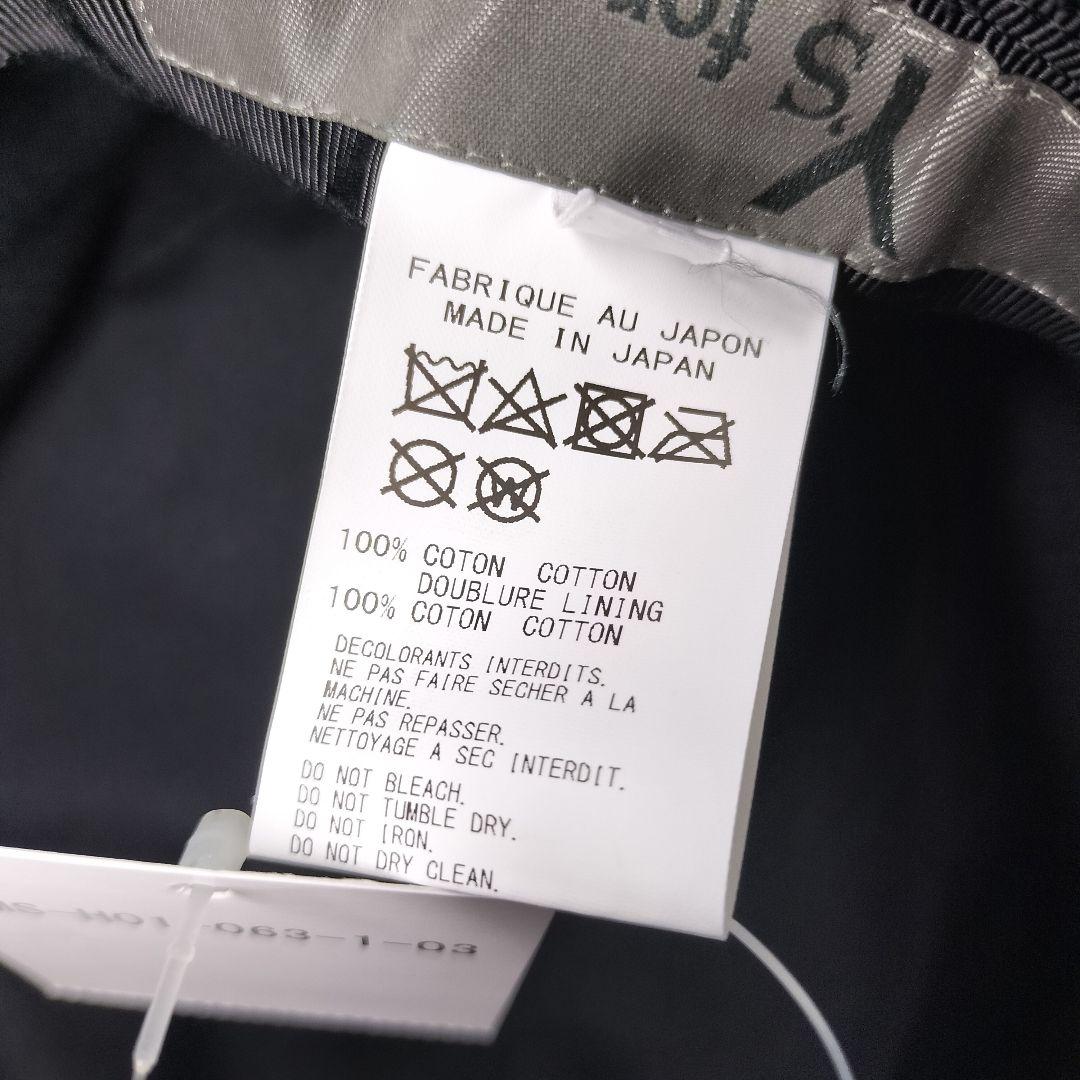 Y's for
FABRIQUE AU JAPON
MADE IN JAPAN
W
100% COTON COTTON
DOUBLURE LINING
100% COTON COTTON
DECOLORANTS INTERDITS.
NE PAS FAIRE SECHER A LA
MACHINE.
NE PAS REPASSER.
NETTOYAGE A SEC INTERDIT.
DO NOT BLEACH.
DO NOT TUMBLE DRY.
DO NOT IRON.
DO NOT DRY CLEAN.
063-1-03